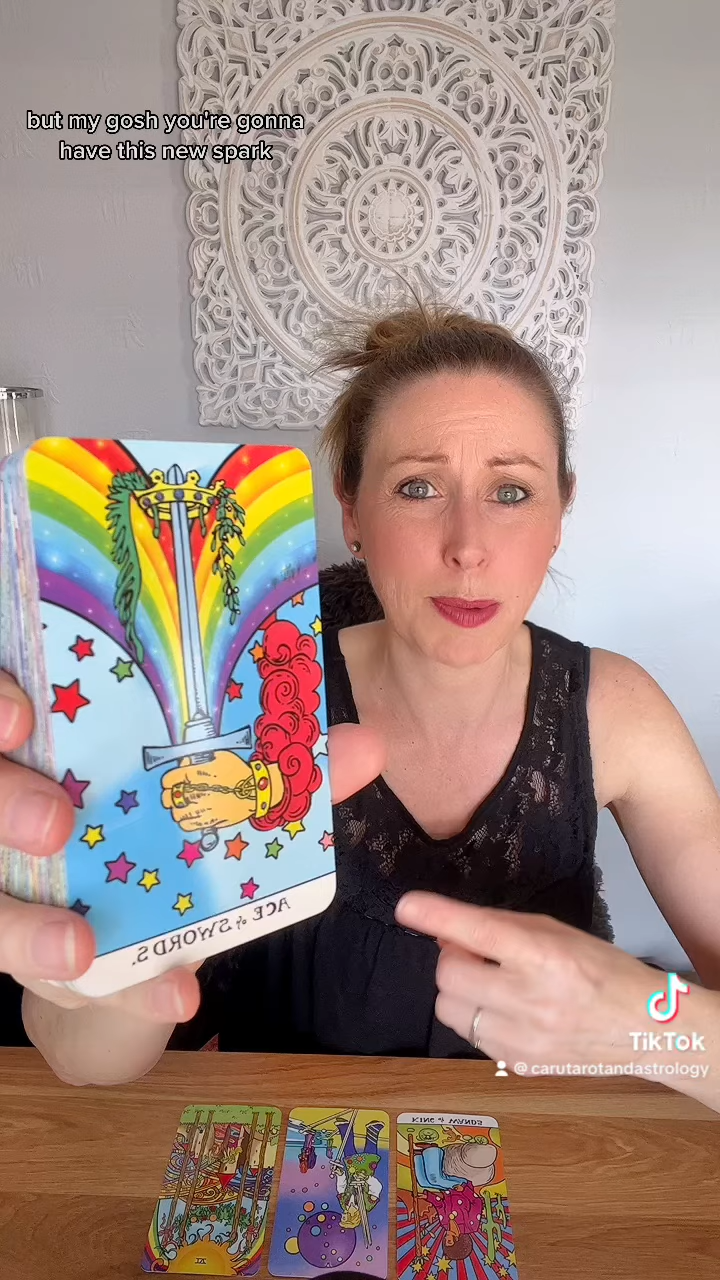 but my gosh you're gonna
have this new spark
ACE of SWORDS.
TikTok
@carutarotandastrology
KING of WANDS